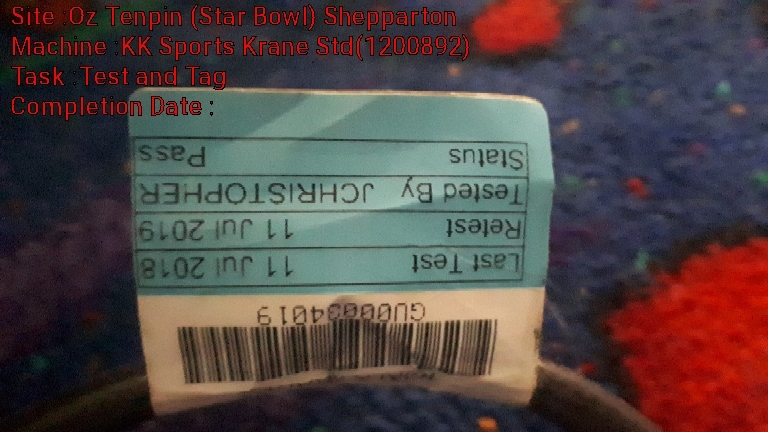 Site :Oz Tenpin (Star Bowl) Shepparton
Machine :KK Sports Krane Std(1200892)
Task :Test and Tag
Completion Date :
GU00034019
Last Test 11 Jul 2018
Retest 11 Jul 2019
Tested By JCHRISTOPHER
Status Pass